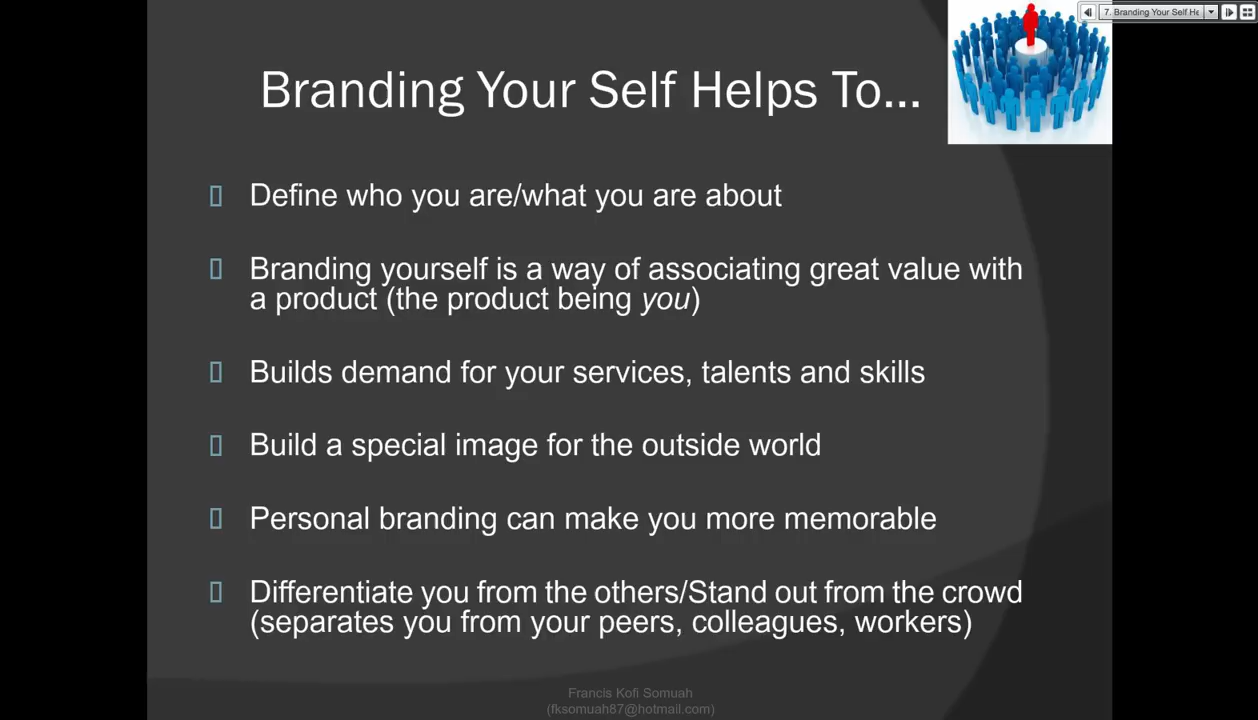 7. Branding Your Self He
Branding Your Self Helps To...
Define who you are/what you are about
Branding yourself is a way of associating great value with
a product (the product being you)
Builds demand for your services, talents and skills
Build a special image for the outside world
Personal branding can make you more memorable
Differentiate you from the others/Stand out from the crowd
(separates you from your peers, colleagues, workers)
Francis Kofi Somuah
(fksomuah87@hotmail.com)